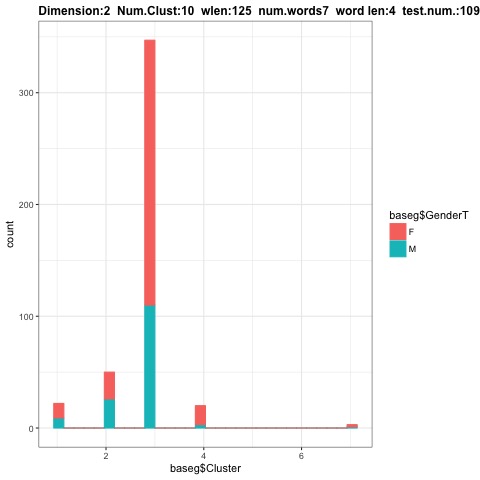 Dimension:2  Num.Clust:10  wlen:125  num.words7  word len:4  test.num.:109
300
200
100
0
count
2
4
6
baseg$Cluster
baseg$GenderT
F
M